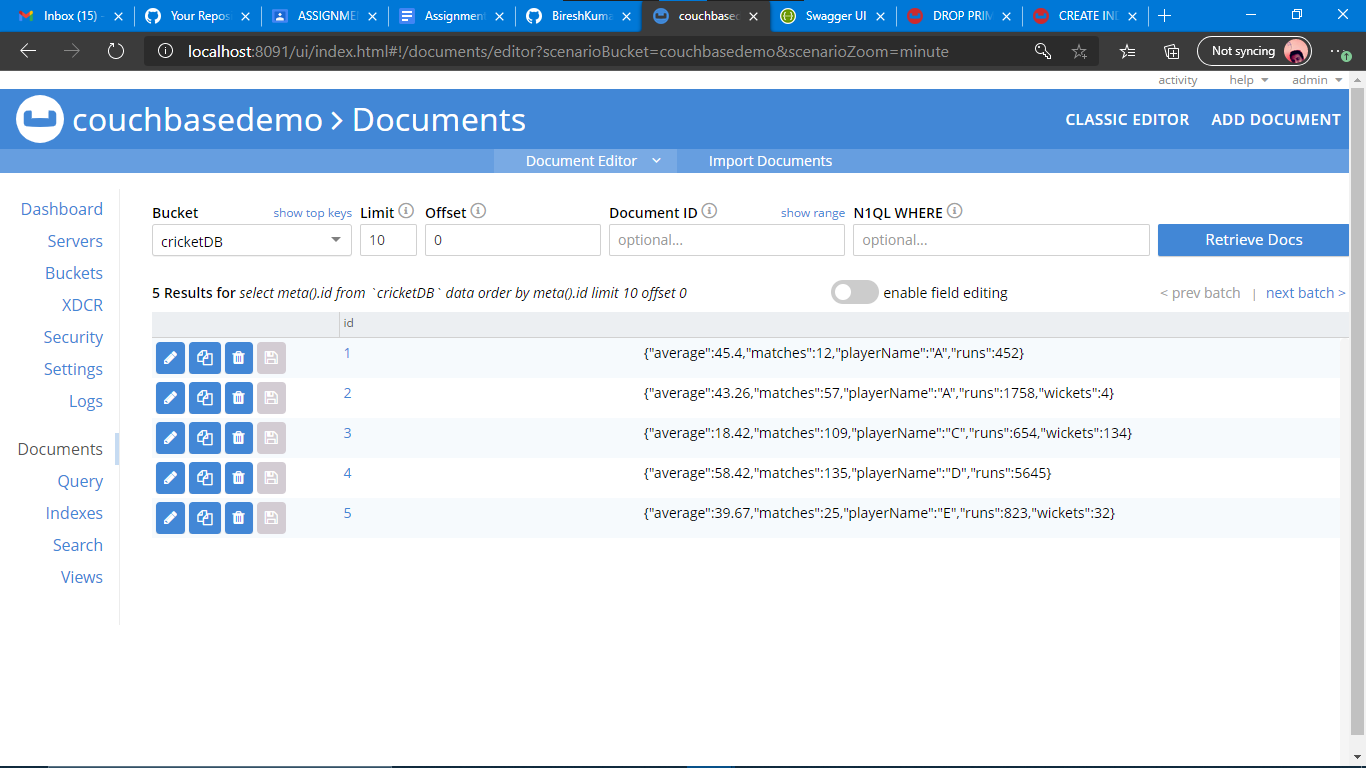 Inbox (15) -
Your Repos
ASSIGNME
Assignment
BireshKuma
couchbased
Swagger UI
DROP PRIM
CREATE IND
localhost:8091/ui/index.html#!/documents/editor?scenarioBucket=couchbasedemo&scenarioZoom=minute
Not syncing
activity help admin
couchbasedemo > Documents
CLASSIC EDITOR ADD DOCUMENT
Document Editor Import Documents
Dashboard
Servers
Buckets
XDCR
Security
Settings
Logs
Documents
Query
Indexes
Search
Views
Bucket show top keys Limit Offset Document ID show range N1QL WHERE
cricketDB 10 0 optional... optional... Retrieve Docs
5 Results for select meta().id from `cricketDB` data order by meta().id limit 10 offset 0
enable field editing < prev batch | next batch >
id
1 {"average":45.4,"matches":12,"playerName":"A","runs":452}
2 {"average":43.26,"matches":57,"playerName":"A","runs":1758,"wickets":4}
3 {"average":18.42,"matches":109,"playerName":"C","runs":654,"wickets":134}
4 {"average":58.42,"matches":135,"playerName":"D","runs":5645}
5 {"average":39.67,"matches":25,"playerName":"E","runs":823,"wickets":32}